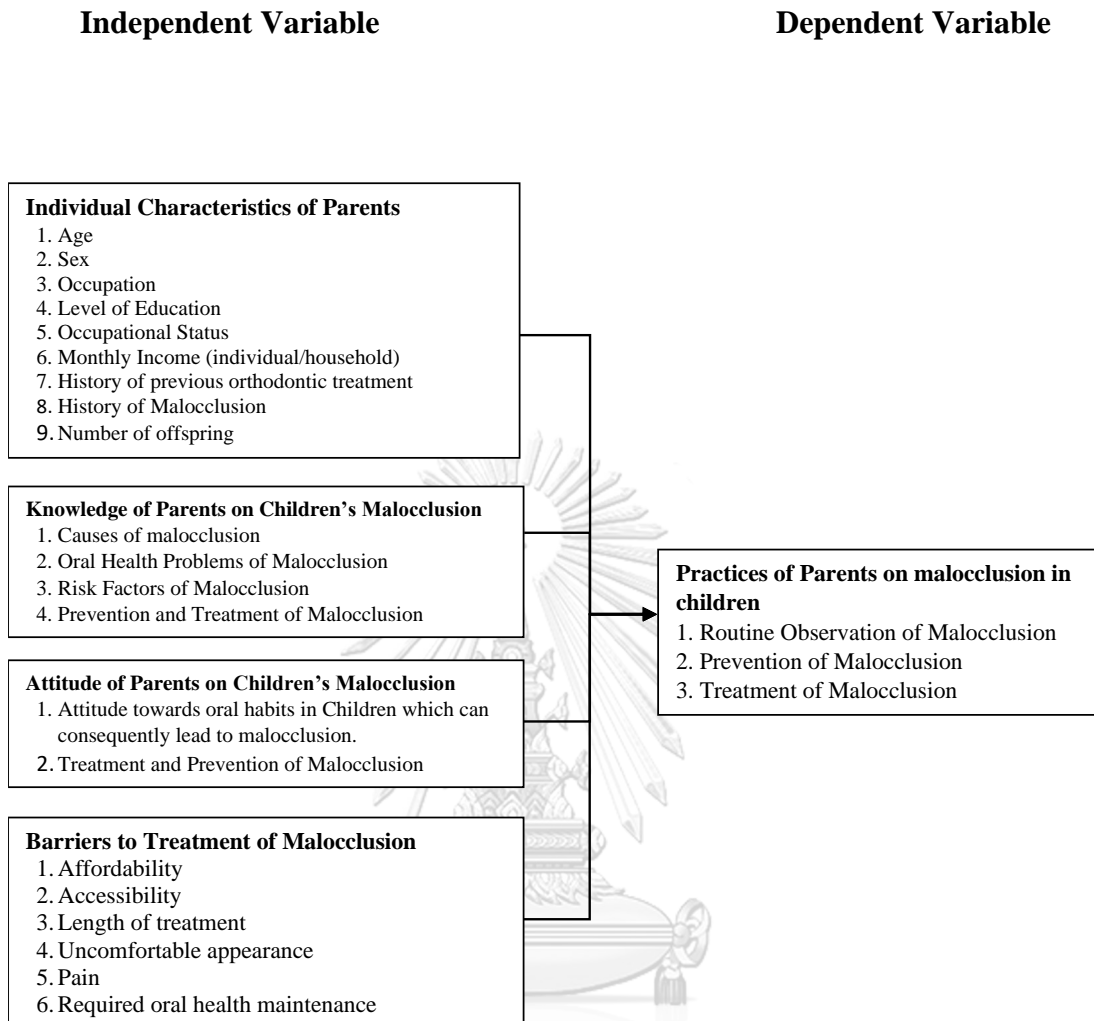 Independent Variable
Dependent Variable
Individual Characteristics of Parents
1. Age
2. Sex
3. Occupation
4. Level of Education
5. Occupational Status
6. Monthly Income (individual/household)
7. History of previous orthodontic treatment
8. History of Malocclusion
9. Number of offspring
Knowledge of Parents on Children's Malocclusion
1. Causes of malocclusion
2. Oral Health Problems of Malocclusion
3. Risk Factors of Malocclusion
4. Prevention and Treatment of Malocclusion
Attitude of Parents on Children's Malocclusion
1. Attitude towards oral habits in Children which can
consequently lead to malocclusion.
2. Treatment and Prevention of Malocclusion
Barriers to Treatment of Malocclusion
1. Affordability
2. Accessibility
3. Length of treatment
4. Uncomfortable appearance
5. Pain
6. Required oral health maintenance
Practices of Parents on malocclusion in
children
1. Routine Observation of Malocclusion
2. Prevention of Malocclusion
3. Treatment of Malocclusion